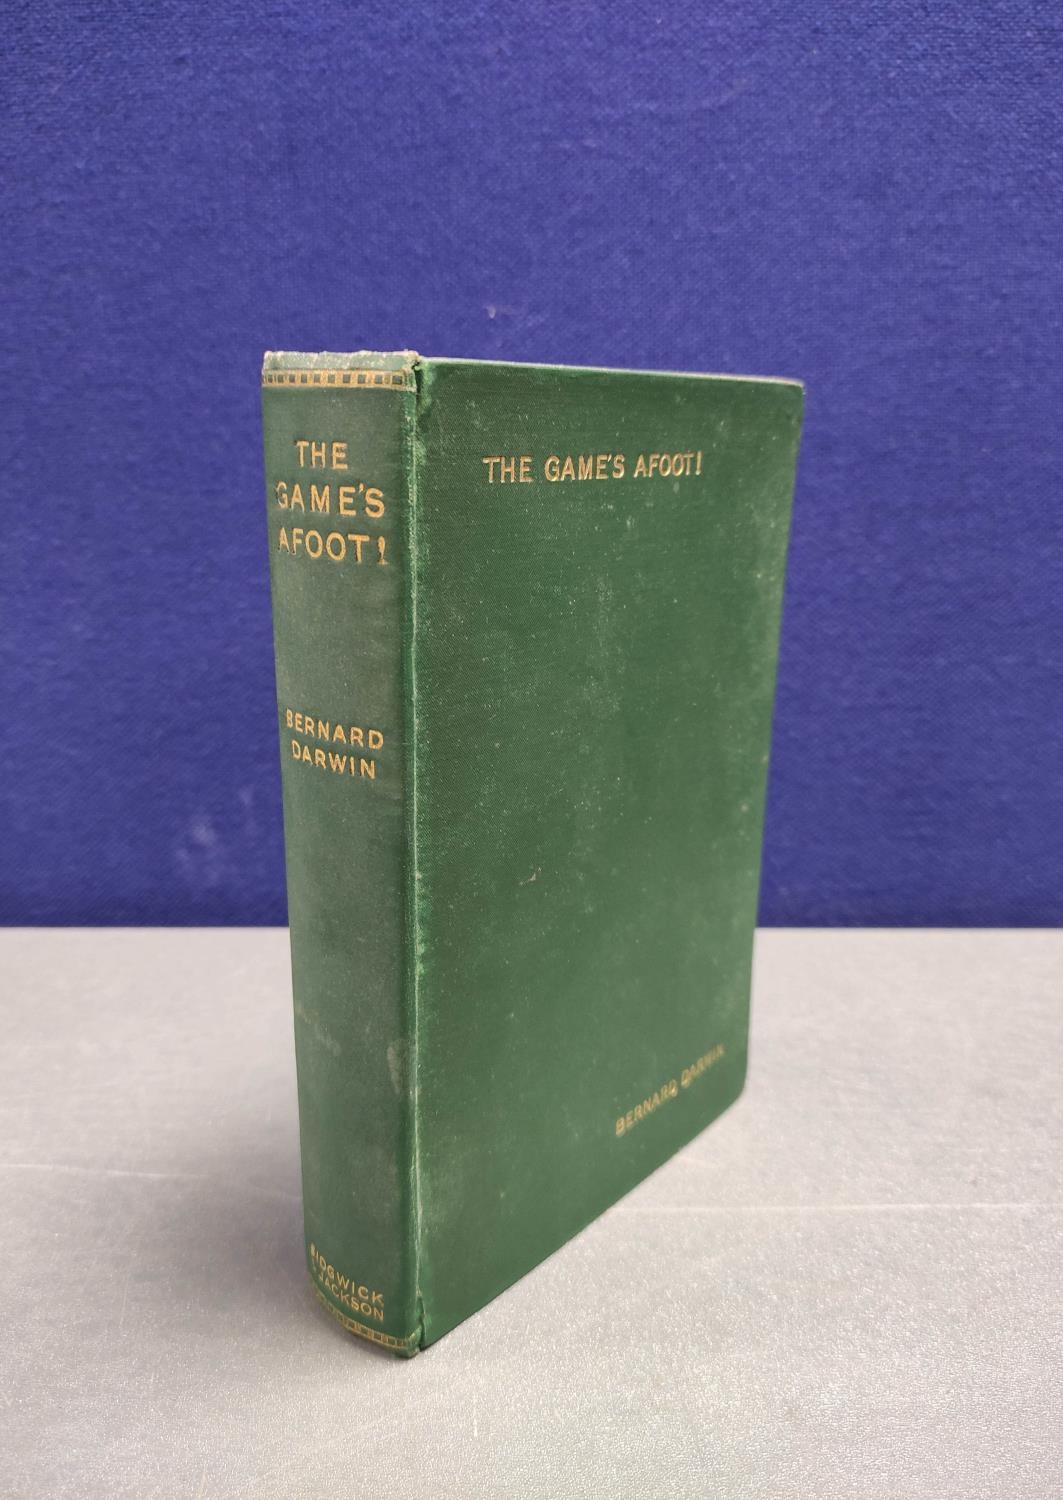 THE
GAME'S
AFOOT!
BERNARD
DARWIN
SIDGWICK
& JACKSON
THE GAME'S AFOOT!
BERNARD DARWIN